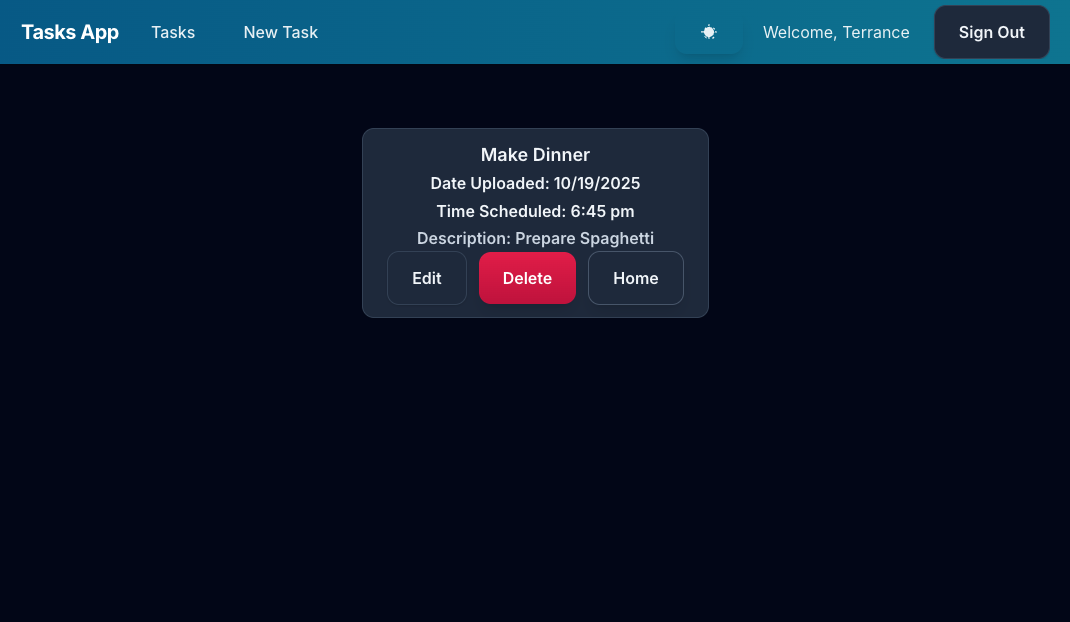 Tasks App Tasks New Task Welcome, Terrance Sign Out
Make Dinner
Date Uploaded: 10/19/2025
Time Scheduled: 6:45 pm
Description: Prepare Spaghetti
Edit Delete Home